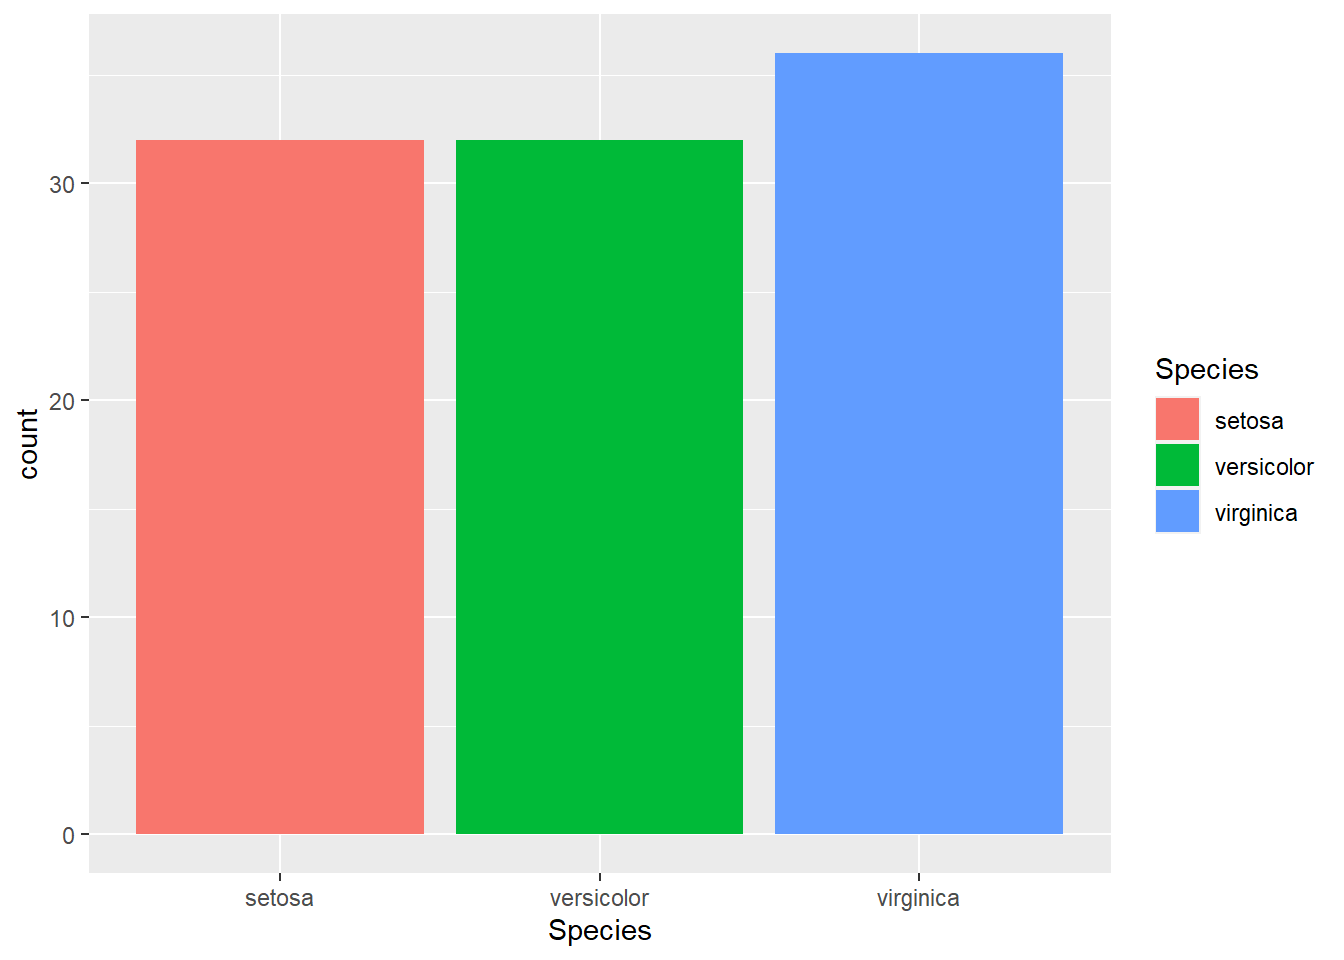 count
30
20
10
0
setosa
versicolor
virginica
Species
Species
setosa
versicolor
virginica